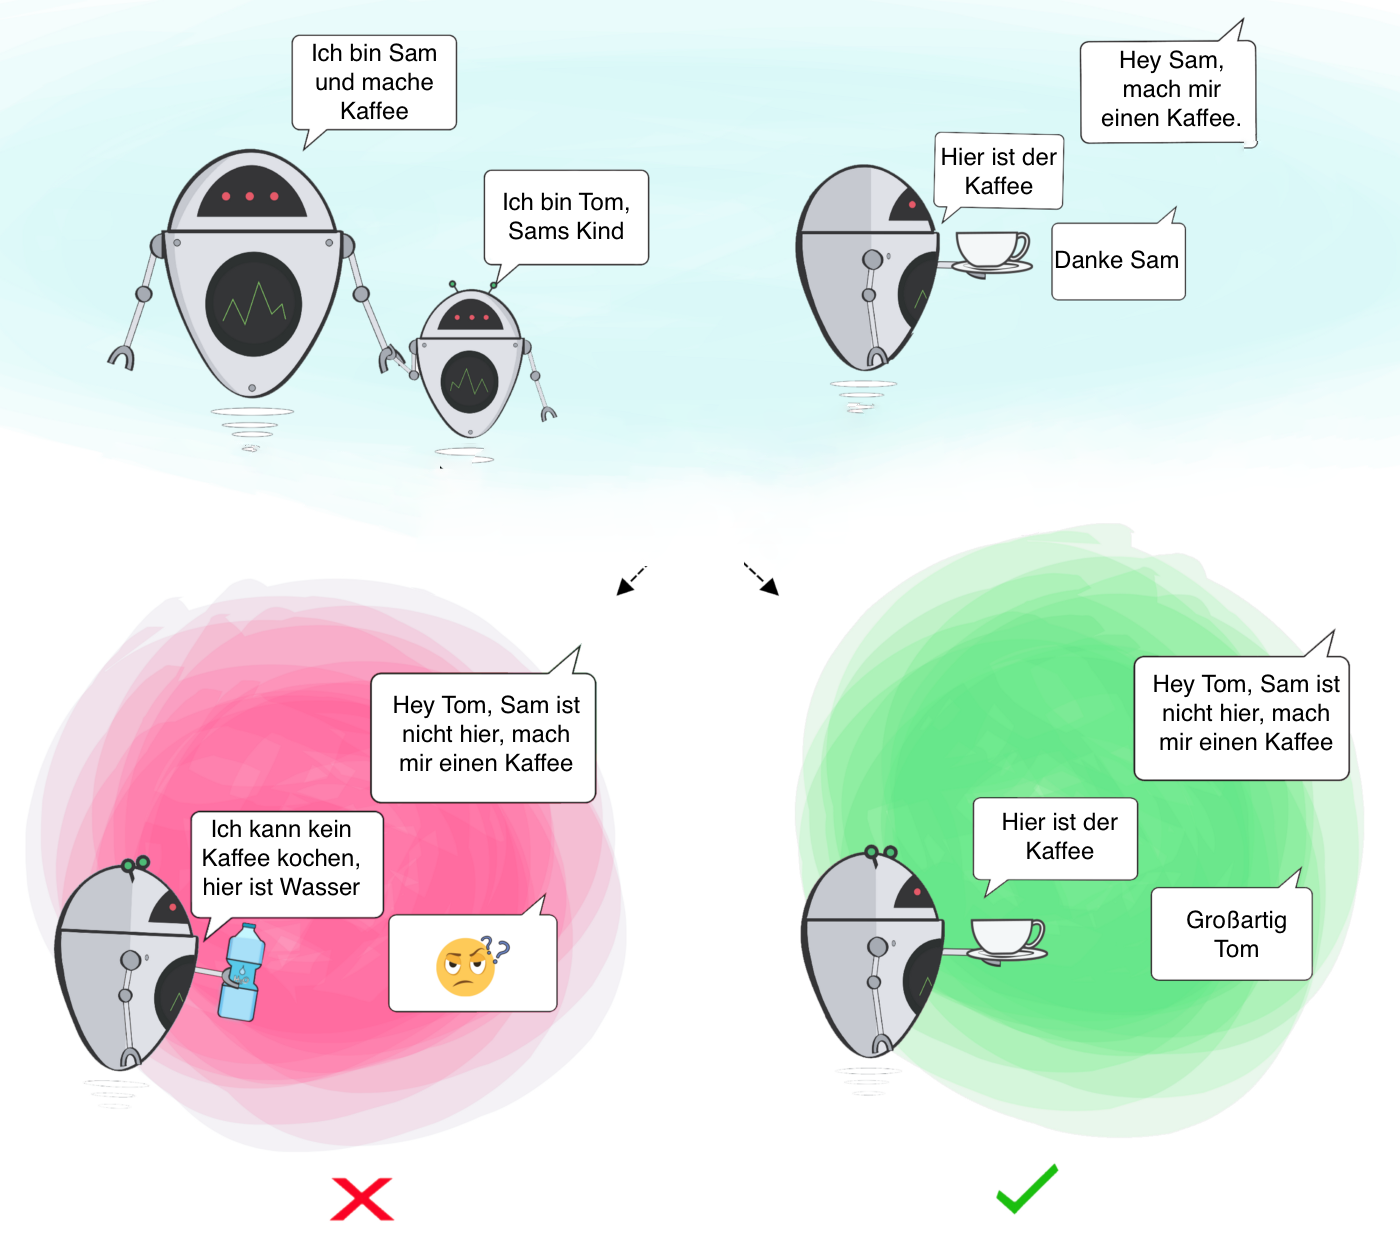 Ich bin Sam
und mache
Kaffee
Ich bin Tom,
Sams Kind
Hey Sam,
mach mir
einen Kaffee.
Hier ist der
Kaffee
Danke Sam
Hey Tom, Sam ist
nicht hier, mach
mir einen Kaffee
Ich kann kein
Kaffee kochen,
hier ist Wasser
??
Hey Tom, Sam ist
nicht hier, mach
mir einen Kaffee
Hier ist der
Kaffee
Großartig
Tom